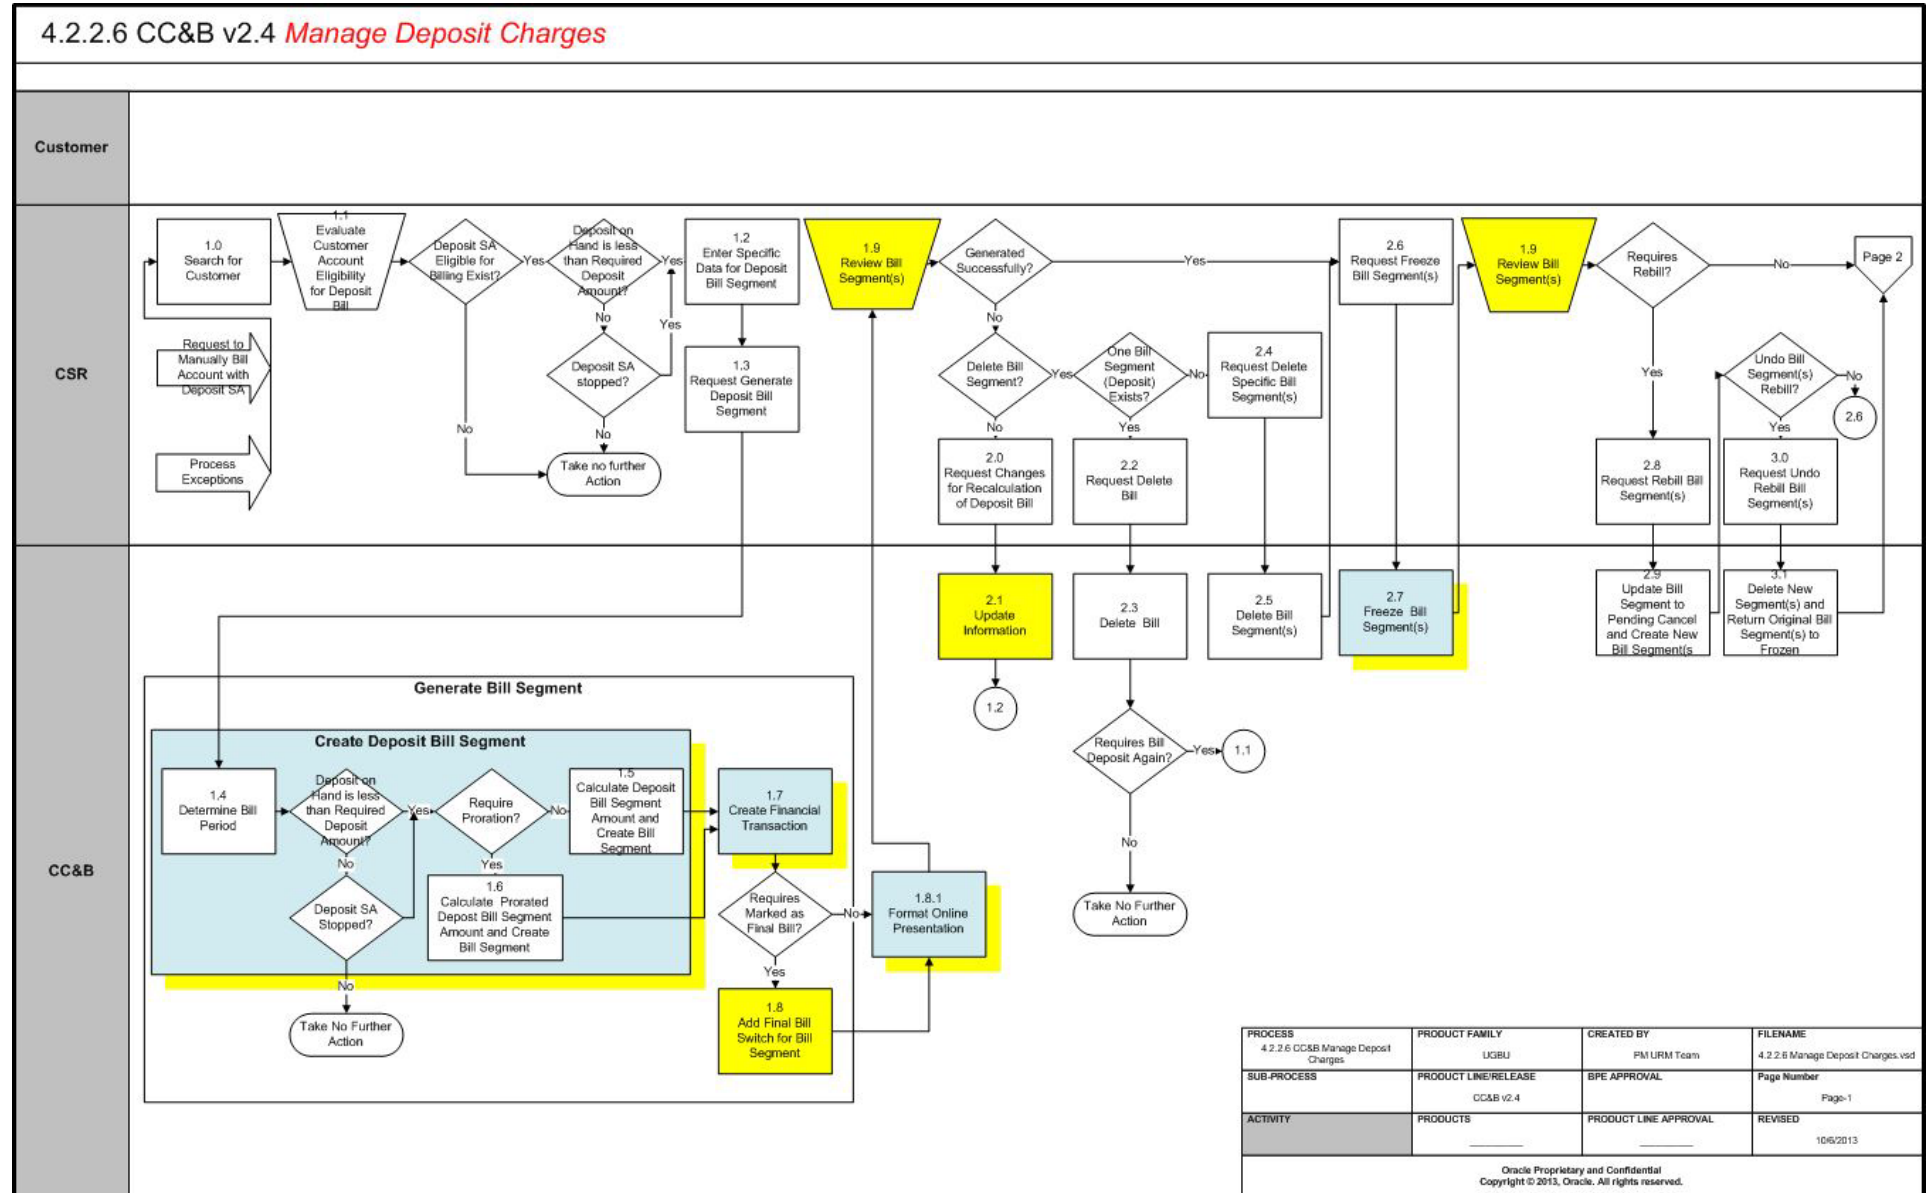 4.2.2.6 CC&B v2.4 Manage Deposit Charges
Customer
CSR
1.0
Search for
Customer
1.1
Evaluate
Customer
Account
Eligibility
for Deposit
Bill
Deposit SA
Eligible for
Billing Exist?
Yes
No
Deposit on
Hand is less
than Required
Deposit
Amount?
Yes
No
Deposit SA
stopped?
Yes
No
Take no further
Action
Request to
Manually Bill
Account with
Deposit SA
Process
Exceptions
1.2
Enter Specific
Data for Deposit
Bill Segment
1.3
Request Generate
Deposit Bill
Segment
1.9
Review Bill
Segment(s)
Generated
Successfully?
Yes
No
Delete Bill
Segment?
Yes
No
One Bill
Segment
(Deposit)
Exists?
No
Yes
2.4
Request Delete
Specific Bill
Segment(s)
2.0
Request Changes
for Recalculation
of Deposit Bill
2.2
Request Delete
Bill
2.6
Request Freeze
Bill Segment(s)
1.9
Review Bill
Segment(s)
Requires
Rebill?
No
Page 2
Yes
Undo Bill
Segment(s)
Rebill?
No
2.6
Yes
2.8
Request Rebill Bill
Segment(s)
3.0
Request Undo
Rebill Bill
Segment(s)
CC&B
2.1
Update
Information
1.2
2.3
Delete Bill
2.5
Delete Bill
Segment(s)
2.7
Freeze Bill
Segment(s)
2.9
Update Bill
Segment to
Pending Cancel
and Create New
Bill Segment(s
3.1
Delete New
Segment(s) and
Return Original Bill
Segment(s) to
Frozen
Requires Bill
Deposit Again?
Yes
1.1
No
Take No Further
Action
Generate Bill Segment
Create Deposit Bill Segment
1.4
Determine Bill
Period
Deposit on
Hand is less
than Required
Deposit
Amount?
Yes
No
Require
Proration?
No
Yes
1.5
Calculate Deposit
Bill Segment
Amount and
Create Bill
Segment
Deposit SA
Stopped?
No
1.6
Calculate Prorated
Depost Bill Segment
Amount and Create
Bill Segment
Take No Further
Action
1.7
Create Financial
Transaction
Requires
Marked as
Final Bill?
No
Yes
1.8
Add Final Bill
Switch for Bill
Segment
1.8.1
Format Online
Presentation
PROCESS
4.2.2.6 CC&B Manage Deposit
Charges
PRODUCT FAMILY
UGBU
CREATED BY
PM URM Team
FILENAME
4.2.2.6 Manage Deposit Charges.vsd
SUB-PROCESS
PRODUCT LINE/RELEASE
CC&B v2.4
BPE APPROVAL
Page Number
Page-1
ACTIVITY
PRODUCTS
PRODUCT LINE APPROVAL
REVISED
10/6/2013
Oracle Proprietary and Confidential
Copyright © 2013, Oracle. All rights reserved.